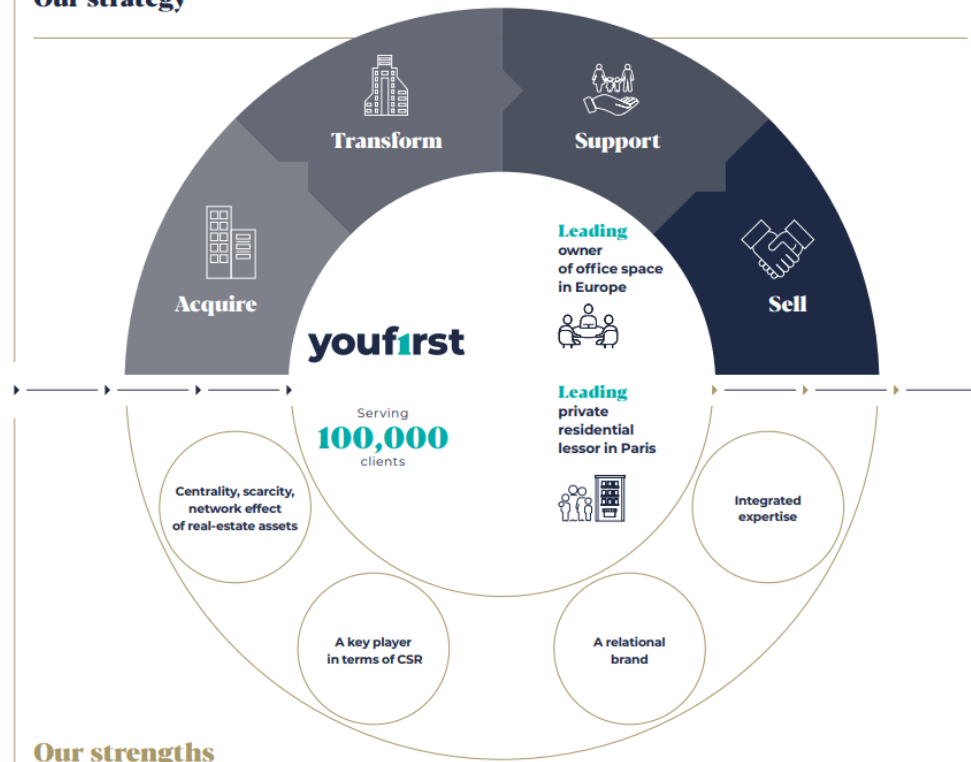 Our strategy
Transform
Support
Acquire
Sell
Leading
owner
of office space
in Europe
youfirst
Serving
100,000
clients
Leading
private
residential
lessor in Paris
Centrality, scarcity,
network effect
of real-estate assets
A key player
in terms of CSR
A relational
brand
Integrated
expertise
Our strengths